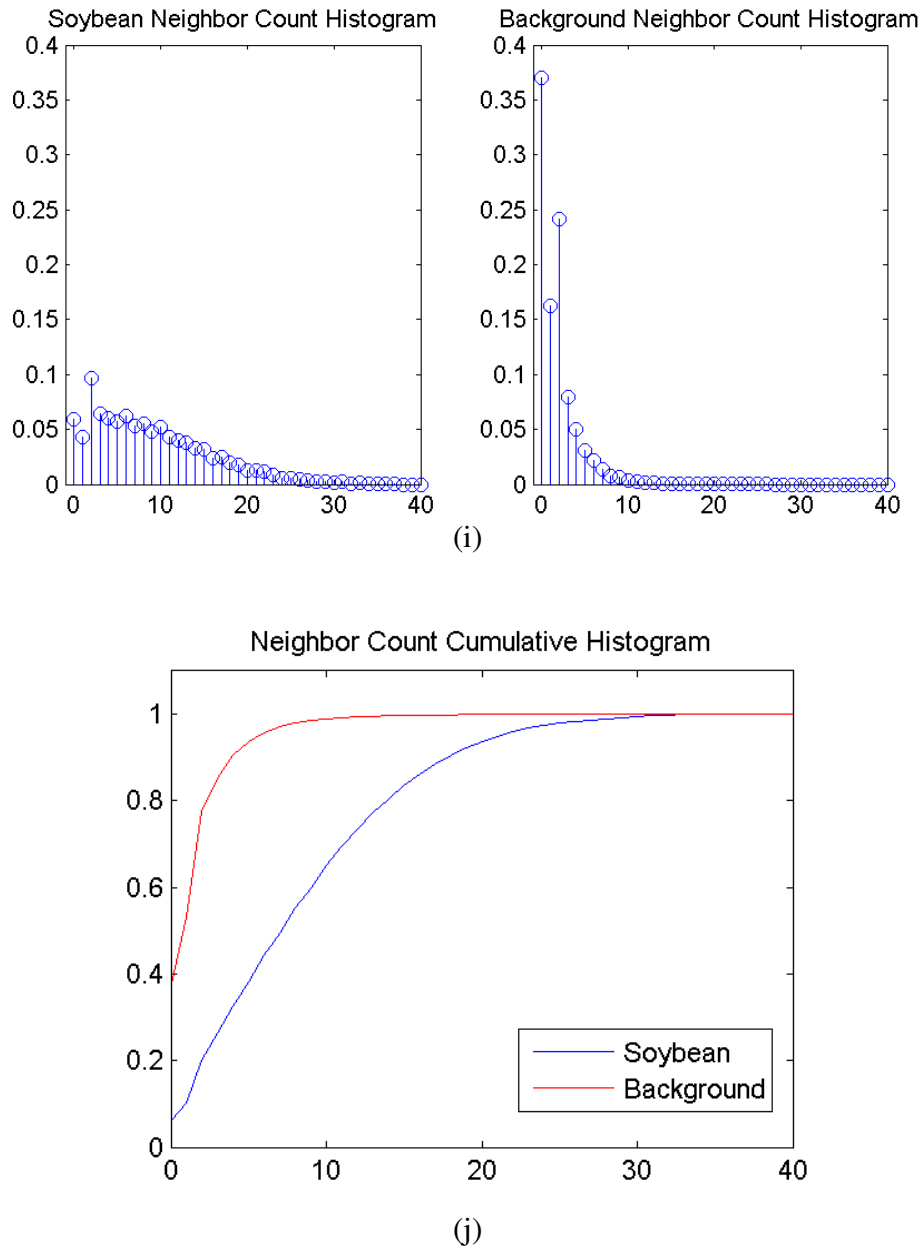 Soybean Neighbor Count Histogram
0.4
0.35
0.3
0.25
0.2
0.15
0.1
0.05
0
0 10 20 30 40
Background Neighbor Count Histogram
0.4
0.35
0.3
0.25
0.2
0.15
0.1
0.05
0
0 10 20 30 40
(i)
Neighbor Count Cumulative Histogram
1
0.8
0.6
0.4
0.2
0
0 10 20 30 40
Soybean
Background
(j)